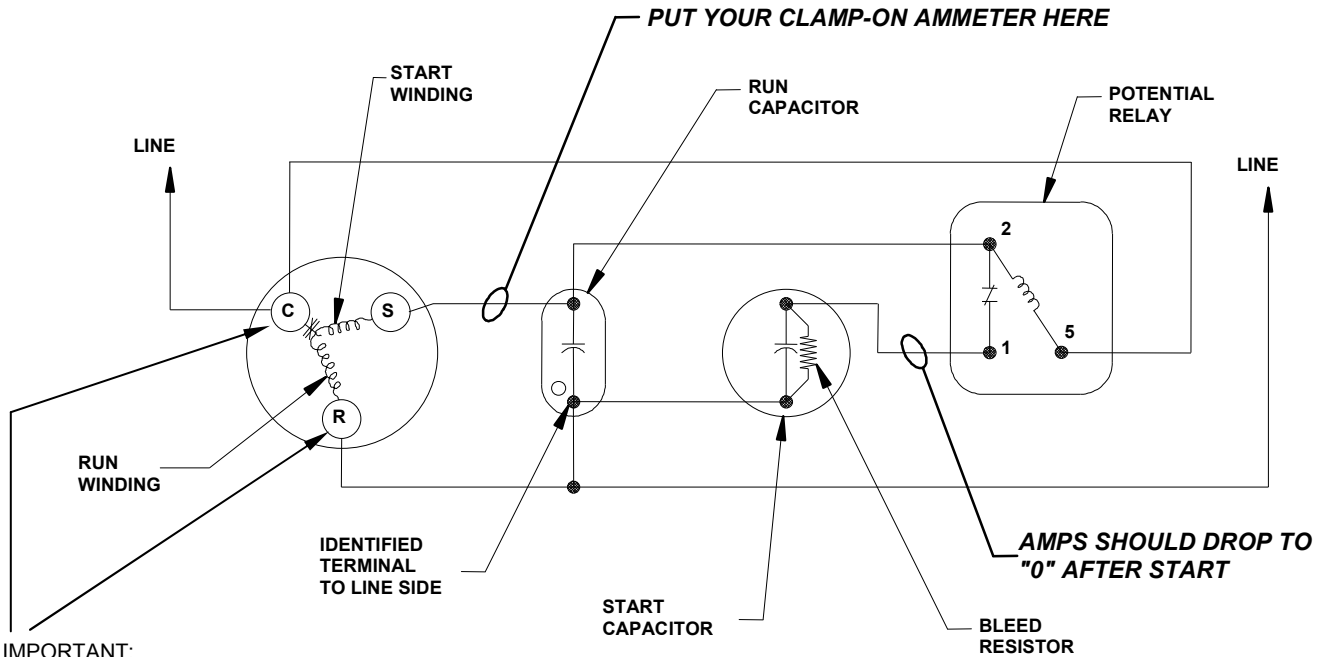 PUT YOUR CLAMP-ON AMMETER HERE
START
WINDING
RUN
CAPACITOR
POTENTIAL
RELAY
LINE
LINE
2
C
S
5
1
R
RUN
WINDING
IDENTIFIED
TERMINAL
TO LINE SIDE
START
CAPACITOR
BLEED
RESISTOR
AMPS SHOULD DROP TO
"0" AFTER START
IMPORTANT: